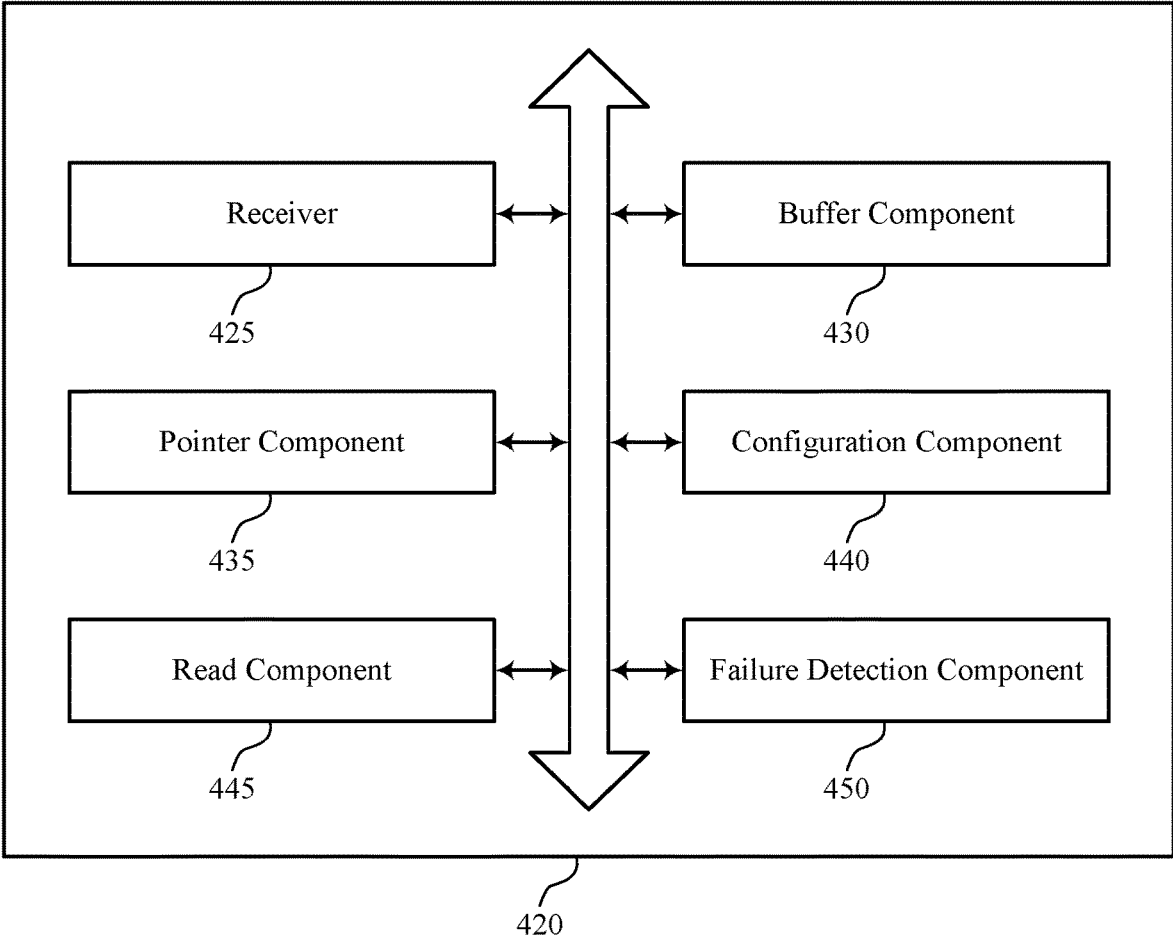 Receiver
Buffer Component
425
430
Pointer Component
Configuration Component
435
440
Read Component
Failure Detection Component
445
450
420